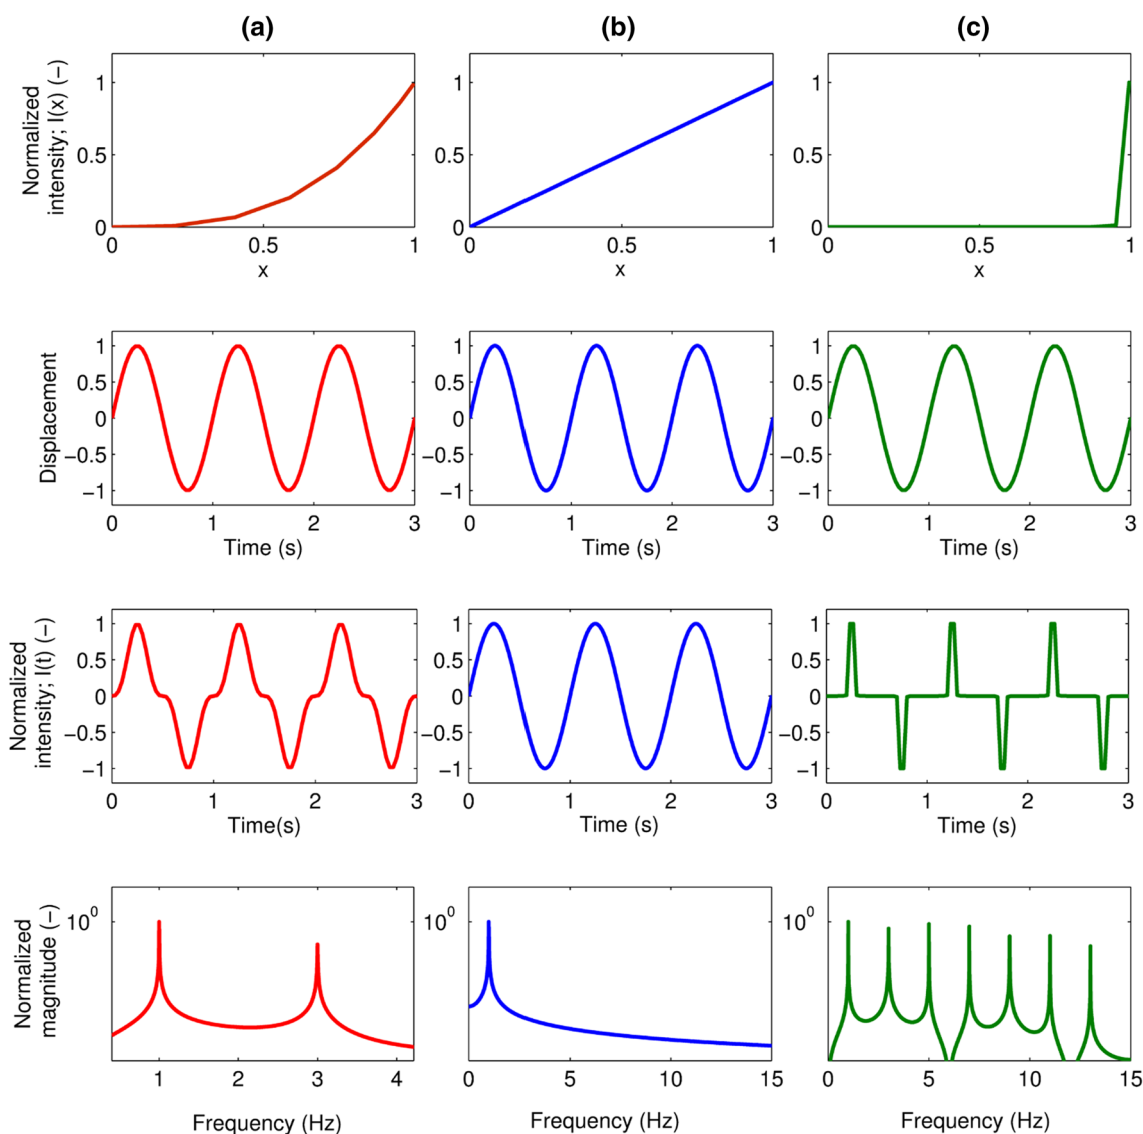 (a) (b) (c)
Normalized
intensity; I(x) (−)
1
0.5
0
0 0.5 1
x
1
0.5
0
0 0.5 1
x
1
0.5
0
0 0.5 1
x
Displacement
1
0.5
0
−0.5
−1
0 1 2 3
Time (s)
1
0.5
0
−0.5
−1
0 1 2 3
Time (s)
1
0.5
0
−0.5
−1
0 1 2 3
Time (s)
Normalized
intensity; I(t) (−)
1
0.5
0
−0.5
−1
0 1 2 3
Time(s)
1
0.5
0
−0.5
−1
0 1 2 3
Time (s)
1
0.5
0
−0.5
−1
0 1 2 3
Time (s)
Normalized
magnitude (−)
10⁰
1 2 3 4
Frequency (Hz)
10⁰
0 5 10 15
Frequency (Hz)
10⁰
0 5 10 15
Frequency (Hz)